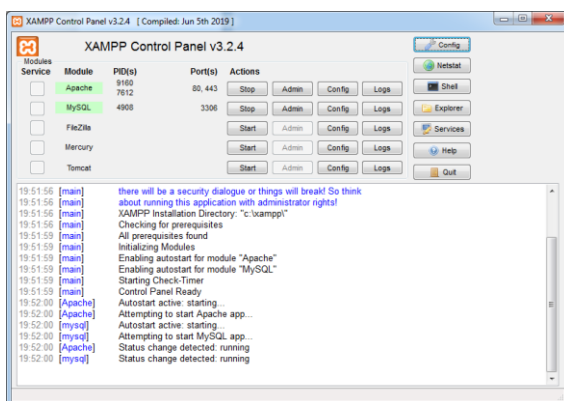 XAMPP Control Panel v3.2.4 [ Compiled: Jun 5th 2019 ]
XAMPP Control Panel v3.2.4
Config
Modules
Service Module PID(s) Port(s) Actions
Netstat
Apache 9160 7612 80, 443 Stop Admin Config Logs
Shell
MySQL 4908 3306 Stop Admin Config Logs
Explorer
FileZilla Start Admin Config Logs
Services
Mercury Start Admin Config Logs
Help
Tomcat Start Admin Config Logs
Quit
19:51:56 [main] there will be a security dialogue or things will break! So think
19:51:56 [main] about running this application with administrator rights!
19:51:56 [main] XAMPP Installation Directory: "c:\xampp\"
19:51:56 [main] Checking for prerequisites
19:51:59 [main] All prerequisites found
19:51:59 [main] Initializing Modules
19:51:59 [main] Enabling autostart for module "Apache"
19:51:59 [main] Enabling autostart for module "MySQL"
19:51:59 [main] Starting Check-Timer
19:51:59 [main] Control Panel Ready
19:52:00 [Apache] Autostart active: starting...
19:52:00 [Apache] Attempting to start Apache app...
19:52:00 [mysql] Autostart active: starting...
19:52:00 [mysql] Attempting to start MySQL app...
19:52:00 [Apache] Status change detected: running
19:52:00 [mysql] Status change detected: running